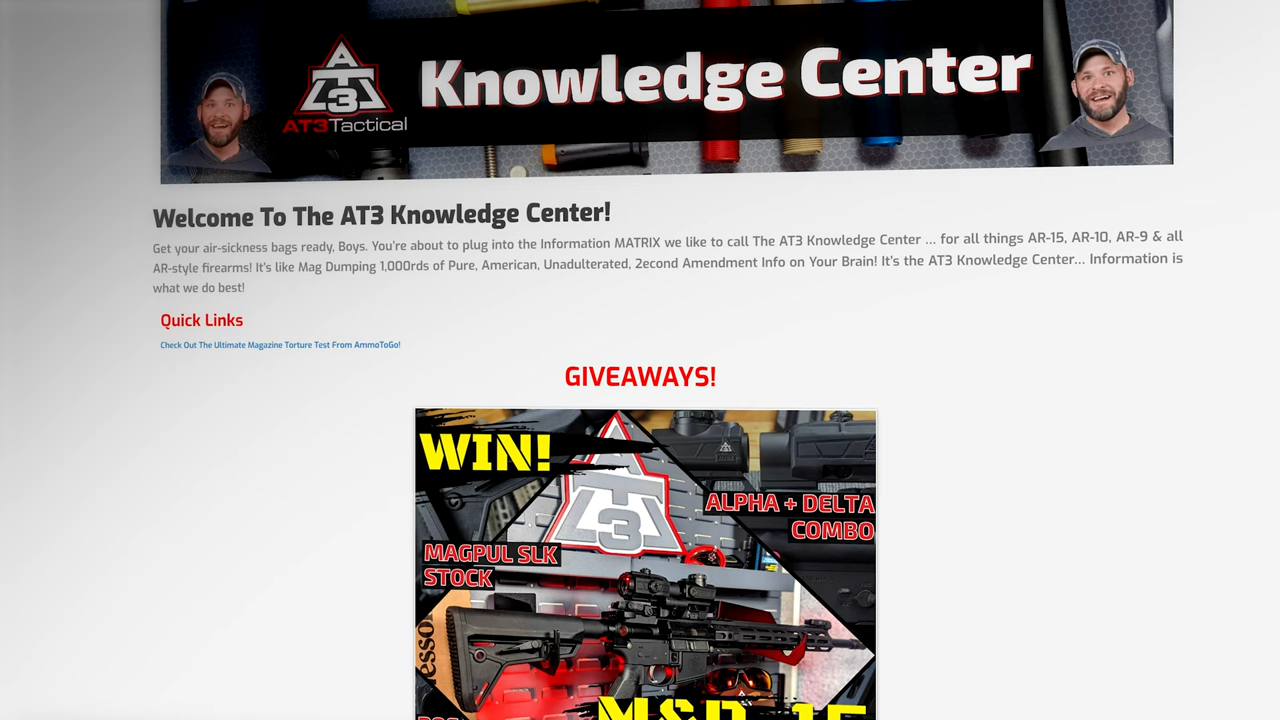 Knowledge Center
AT3
AT3Tactical
Welcome To The AT3 Knowledge Center!
Get your air-sickness bags ready, Boys. You're about to plug into the Information MATRIX we like to call The AT3 Knowledge Center ... for all things AR-15, AR-10, AR-9 & all
AR-style firearms! It's like Mag Dumping 1,000rds of Pure, American, Unadulterated, 2econd Amendment Info on Your Brain! It's the AT3 Knowledge Center... Information is
what we do best!
Quick Links
Check Out The Ultimate Magazine Torture Test From AmmoToGo!
GIVEAWAYS!
WIN!
AT3
ALPHA + DELTA
COMBO
MAGPUL SLK
STOCK